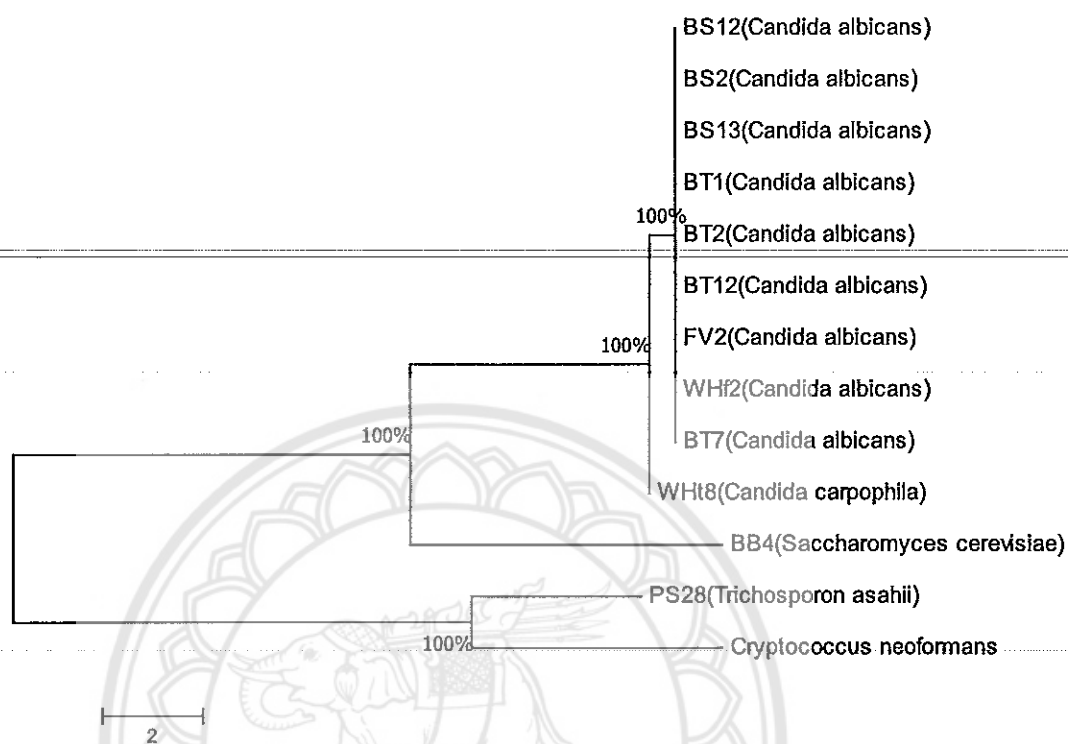 BS12(Candida albicans)
BS2(Candida albicans)
BS13(Candida albicans)
BT1(Candida albicans)
100%
BT2(Candida albicans)
BT12(Candida albicans)
FV2(Candida albicans)
100%
WHf2(Candida albicans)
100%
BT7(Candida albicans)
WHt8(Candida carpophila)
BB4(Saccharomyces cerevisiae)
PS28(Trichosporon asahii)
100%
Cryptococcus neoformans
2